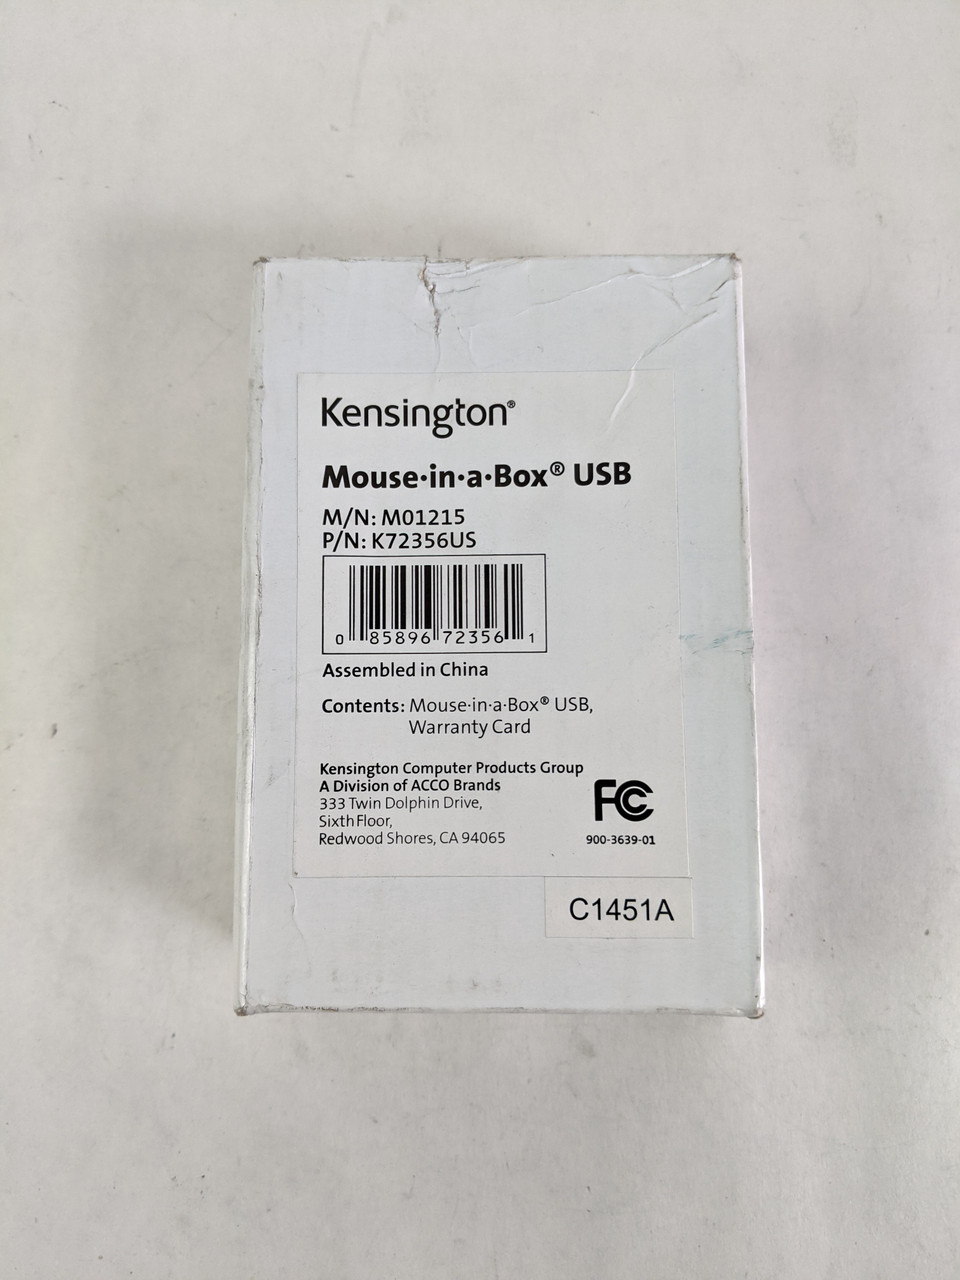 Kensington®
Mouse·in·a·Box® USB
M/N: M01215
P/N: K72356US
0 85896 72356 1
Assembled in China
Contents: Mouse·in·a·Box® USB,
Warranty Card
Kensington Computer Products Group
A Division of ACCO Brands
333 Twin Dolphin Drive,
Sixth Floor,
Redwood Shores, CA 94065
FC
900-3639-01
C1451A